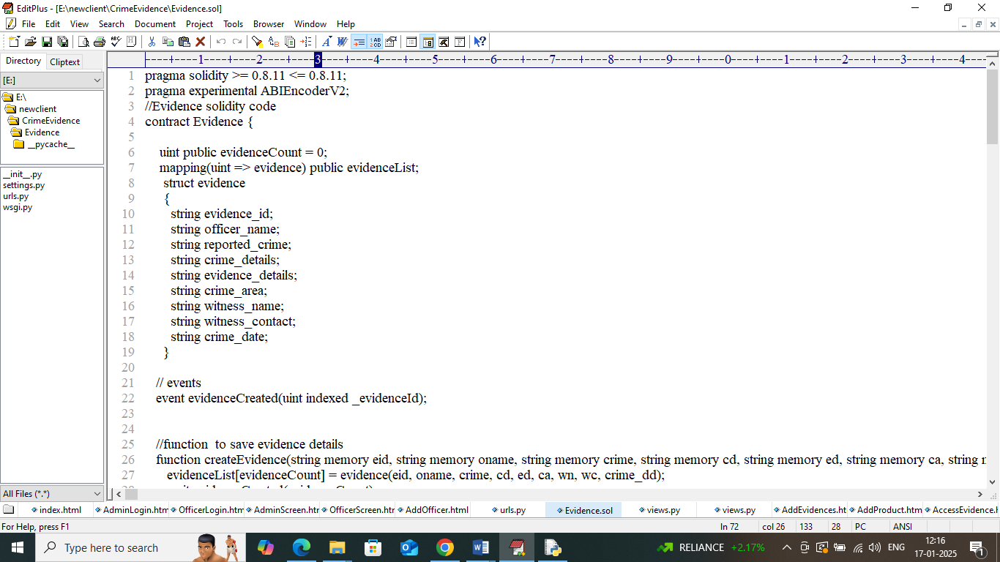 EditPlus - [E:\newclient\CrimeEvidence\Evidence.sol]
File Edit View Search Document Project Tools Browser Window Help
Directory Cliptext
[E:]
E:\
newclient
CrimeEvidence
Evidence
__pycache__
__init__.py
settings.py
urls.py
wsgi.py
All Files (*.*)
----+----1----+----2----+----3----+----4----+----5----+----6----+----7----+----8----+----9----+----0----+----1----+----2----+----3----+----4
1 pragma solidity >= 0.8.11 <= 0.8.11;
2 pragma experimental ABIEncoderV2;
3 //Evidence solidity code
4 contract Evidence {
5
6 uint public evidenceCount = 0;
7 mapping(uint => evidence) public evidenceList;
8 struct evidence
9 {
10 string evidence_id;
11 string officer_name;
12 string reported_crime;
13 string crime_details;
14 string evidence_details;
15 string crime_area;
16 string witness_name;
17 string witness_contact;
18 string crime_date;
19 }
20
21 // events
22 event evidenceCreated(uint indexed _evidenceId);
23
24
25 //function  to save evidence details
26 function createEvidence(string memory eid, string memory oname, string memory crime, string memory cd, string memory ed, string memory ca, string
27 evidenceList[evidenceCount] = evidence(eid, oname, crime, cd, ed, ca, wn, wc, crime_dd);
index.html AdminLogin.htm OfficerLogin.htm AdminScreen.htr OfficerScreen.htr AddOfficer.html urls.py Evidence.sol views.py views.py AddEvidences.ht AddProduct.htm AccessEvidence.h
For Help, press F1 ln 72 col 26 133 28 PC ANSI
Type here to search RELIANCE +2.17% ENG 12:16
17-01-2025
1